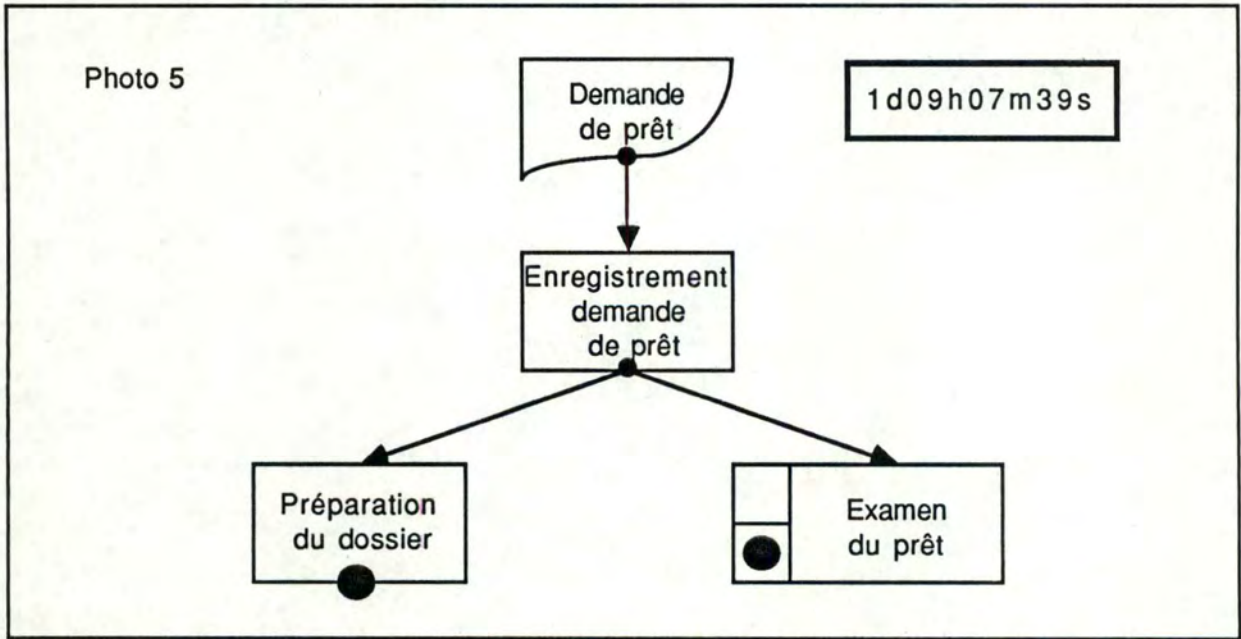 Photo 5
Demande
de prêt
1d09h07m39s
Enregistrement
demande
de prêt
Préparation
du dossier
Examen
du prêt